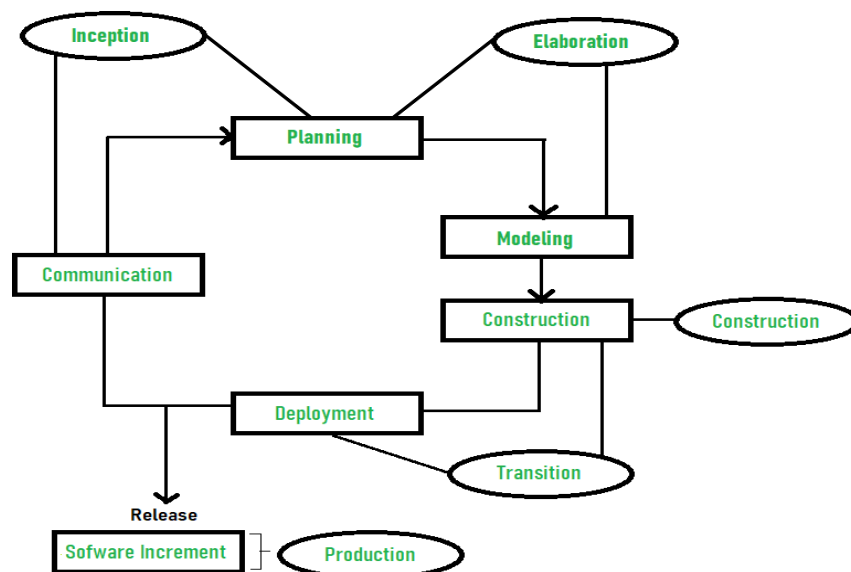 Inception
Elaboration
Planning
Modeling
Communication
Construction
Construction
Deployment
Transition
Release
Sofware Increment
Production